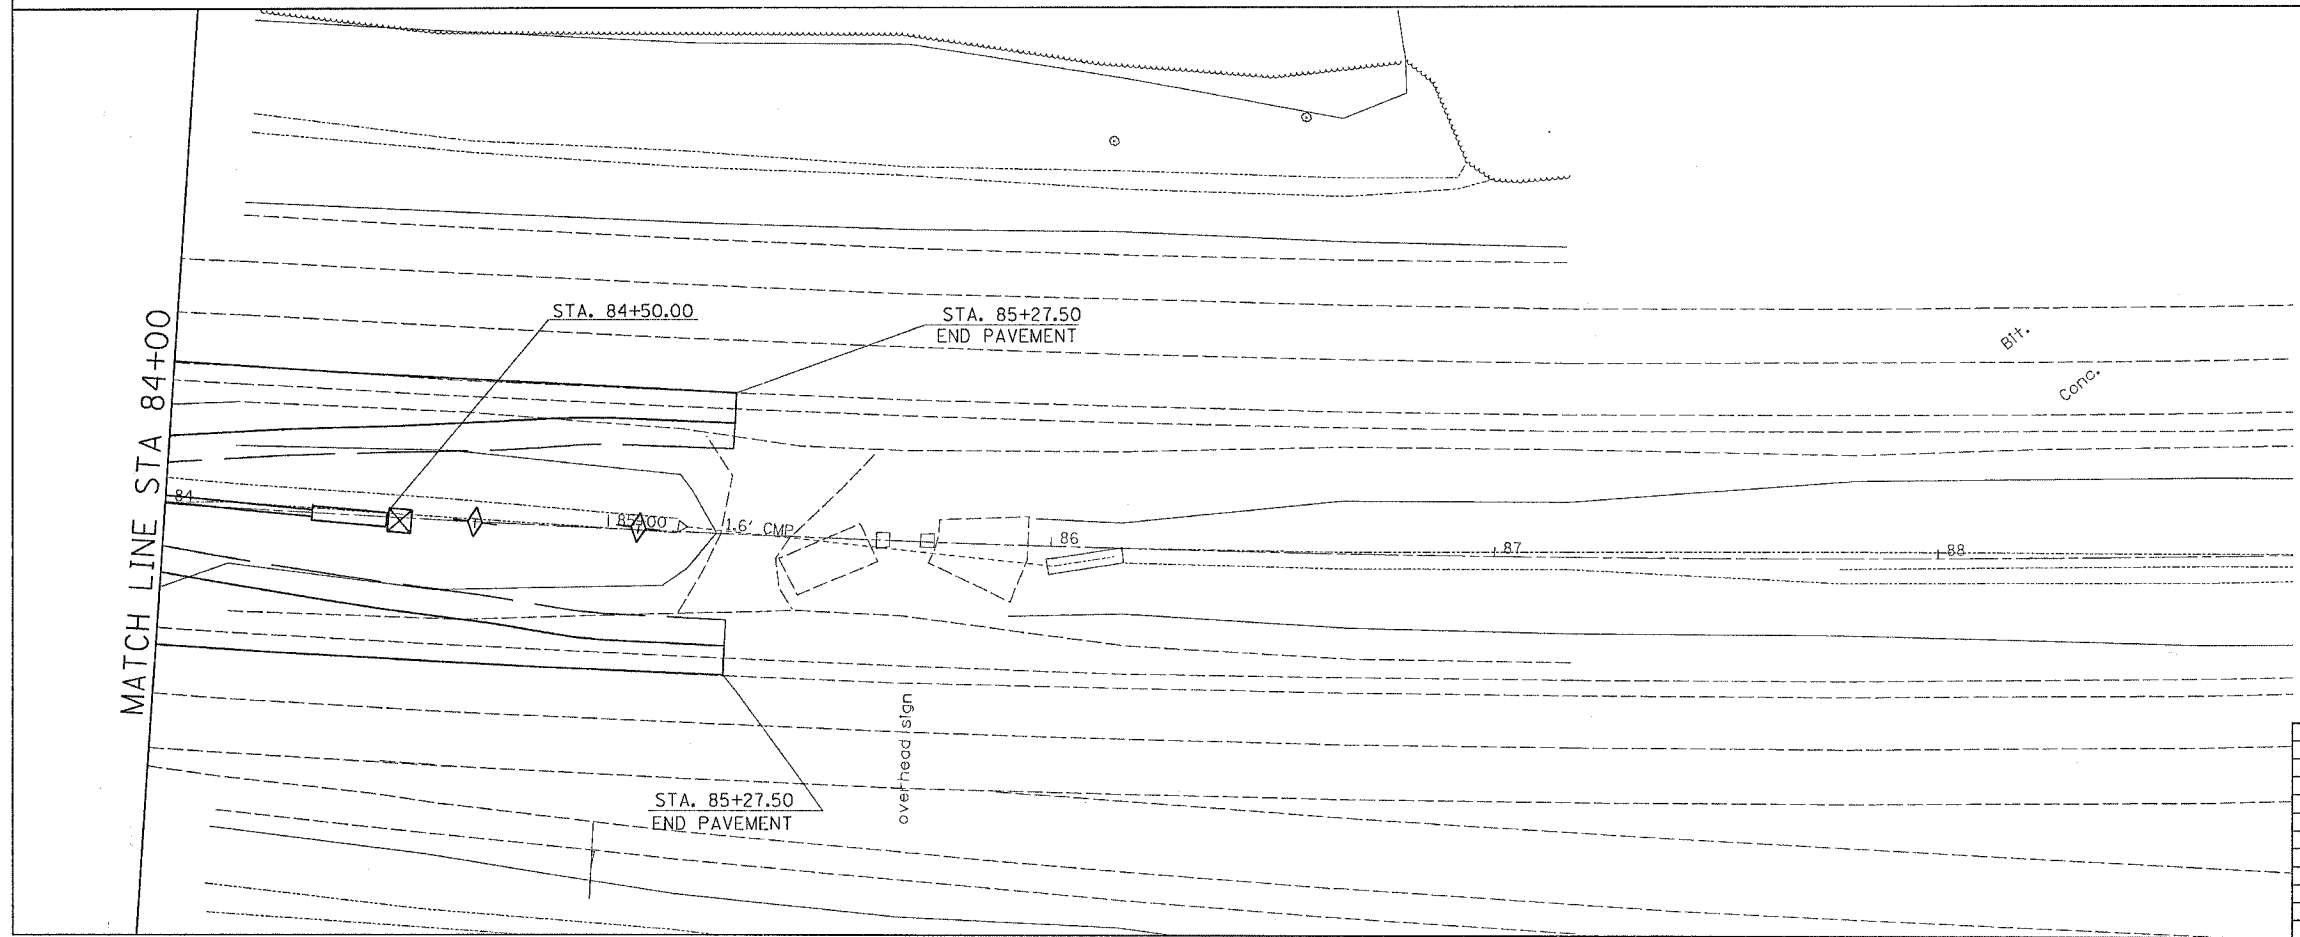 STA. 84+50.00
STA. 85+27.50
END PAVEMENT
Bit.
Conc.
MATCH LINE STA 84+00
84
85+00
1.6' CMP
86
87
88
overhead sign
STA. 85+27.50
END PAVEMENT